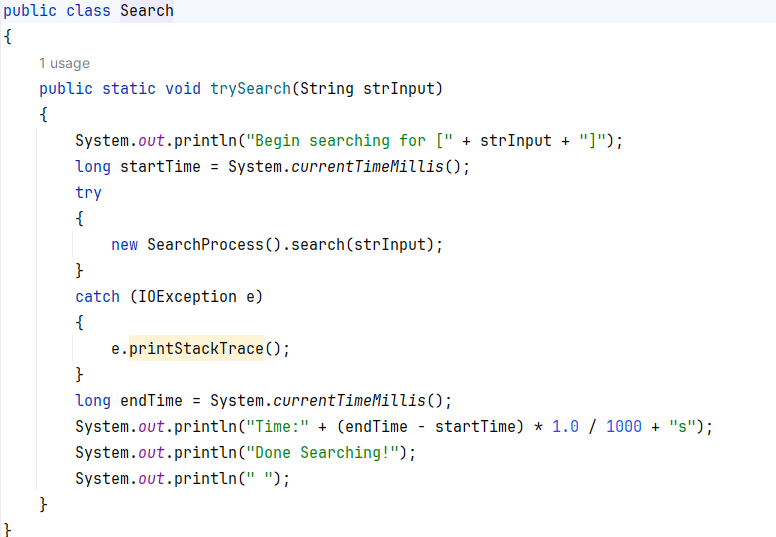 public class Search
{
1 usage
public static void trySearch(String strInput)
{
System.out.println("Begin searching for [" + strInput + "]");
long startTime = System.currentTimeMillis();
try
{
new SearchProcess().search(strInput);
}
catch (IOException e)
{
e.printStackTrace();
}
long endTime = System.currentTimeMillis();
System.out.println("Time:" + (endTime - startTime) * 1.0 / 1000 + "s");
System.out.println("Done Searching!");
System.out.println(" ");
}
}